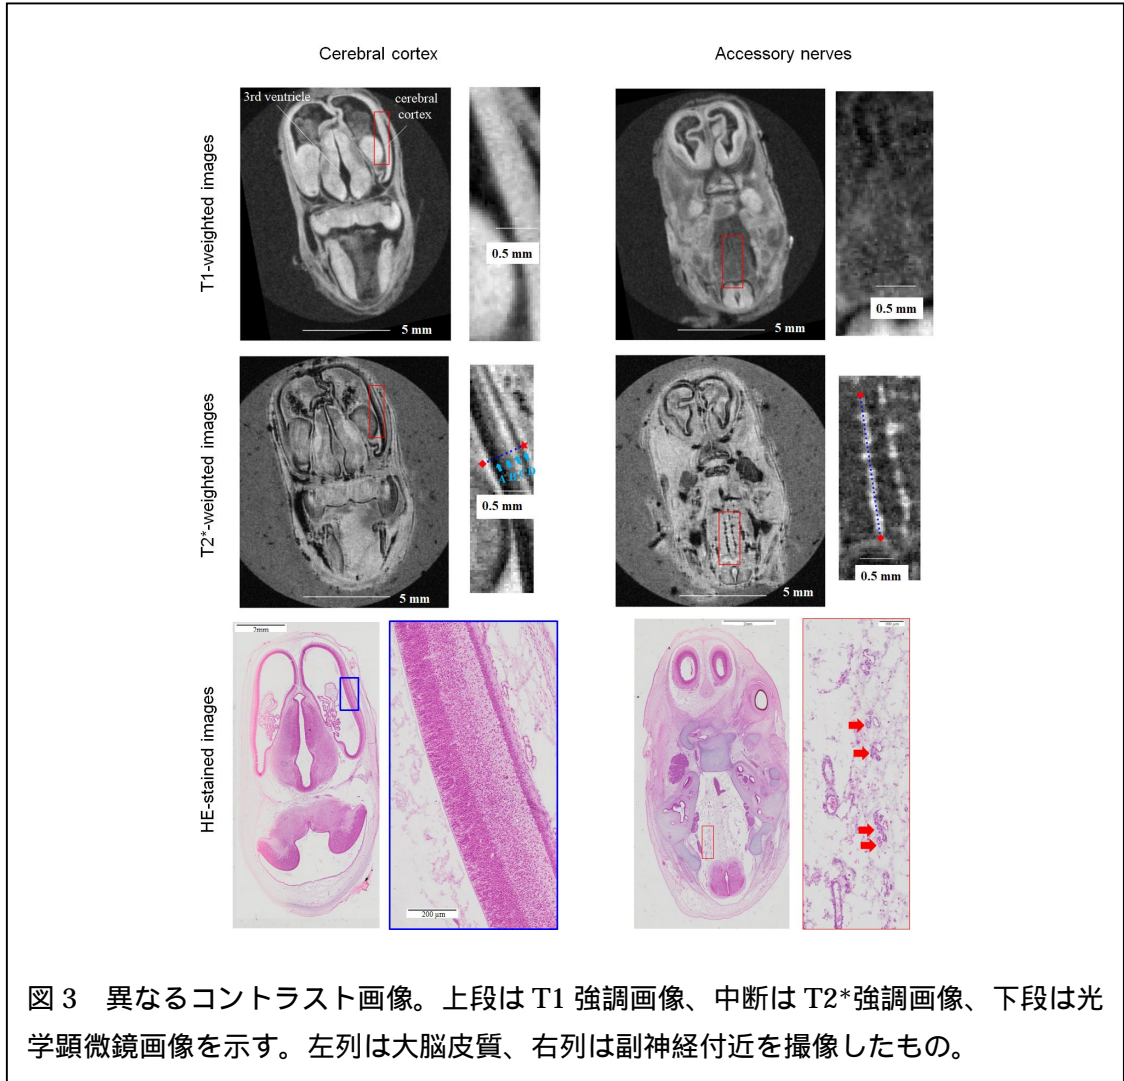 Cerebral cortex
Accessory nerves
T1-weighted images
3rd ventricle
cerebral
cortex
0.5 mm
5 mm
0.5 mm
5 mm
T2*-weighted images
A B C D
0.5 mm
5 mm
0.5 mm
5 mm
HE-stained images
200 μm
図 3 異なるコントラスト画像。上段は T1 強調画像、中断は T2*強調画像、下段は光
学顕微鏡画像を示す。左列は大脳皮質、右列は副神経付近を撮像したもの。